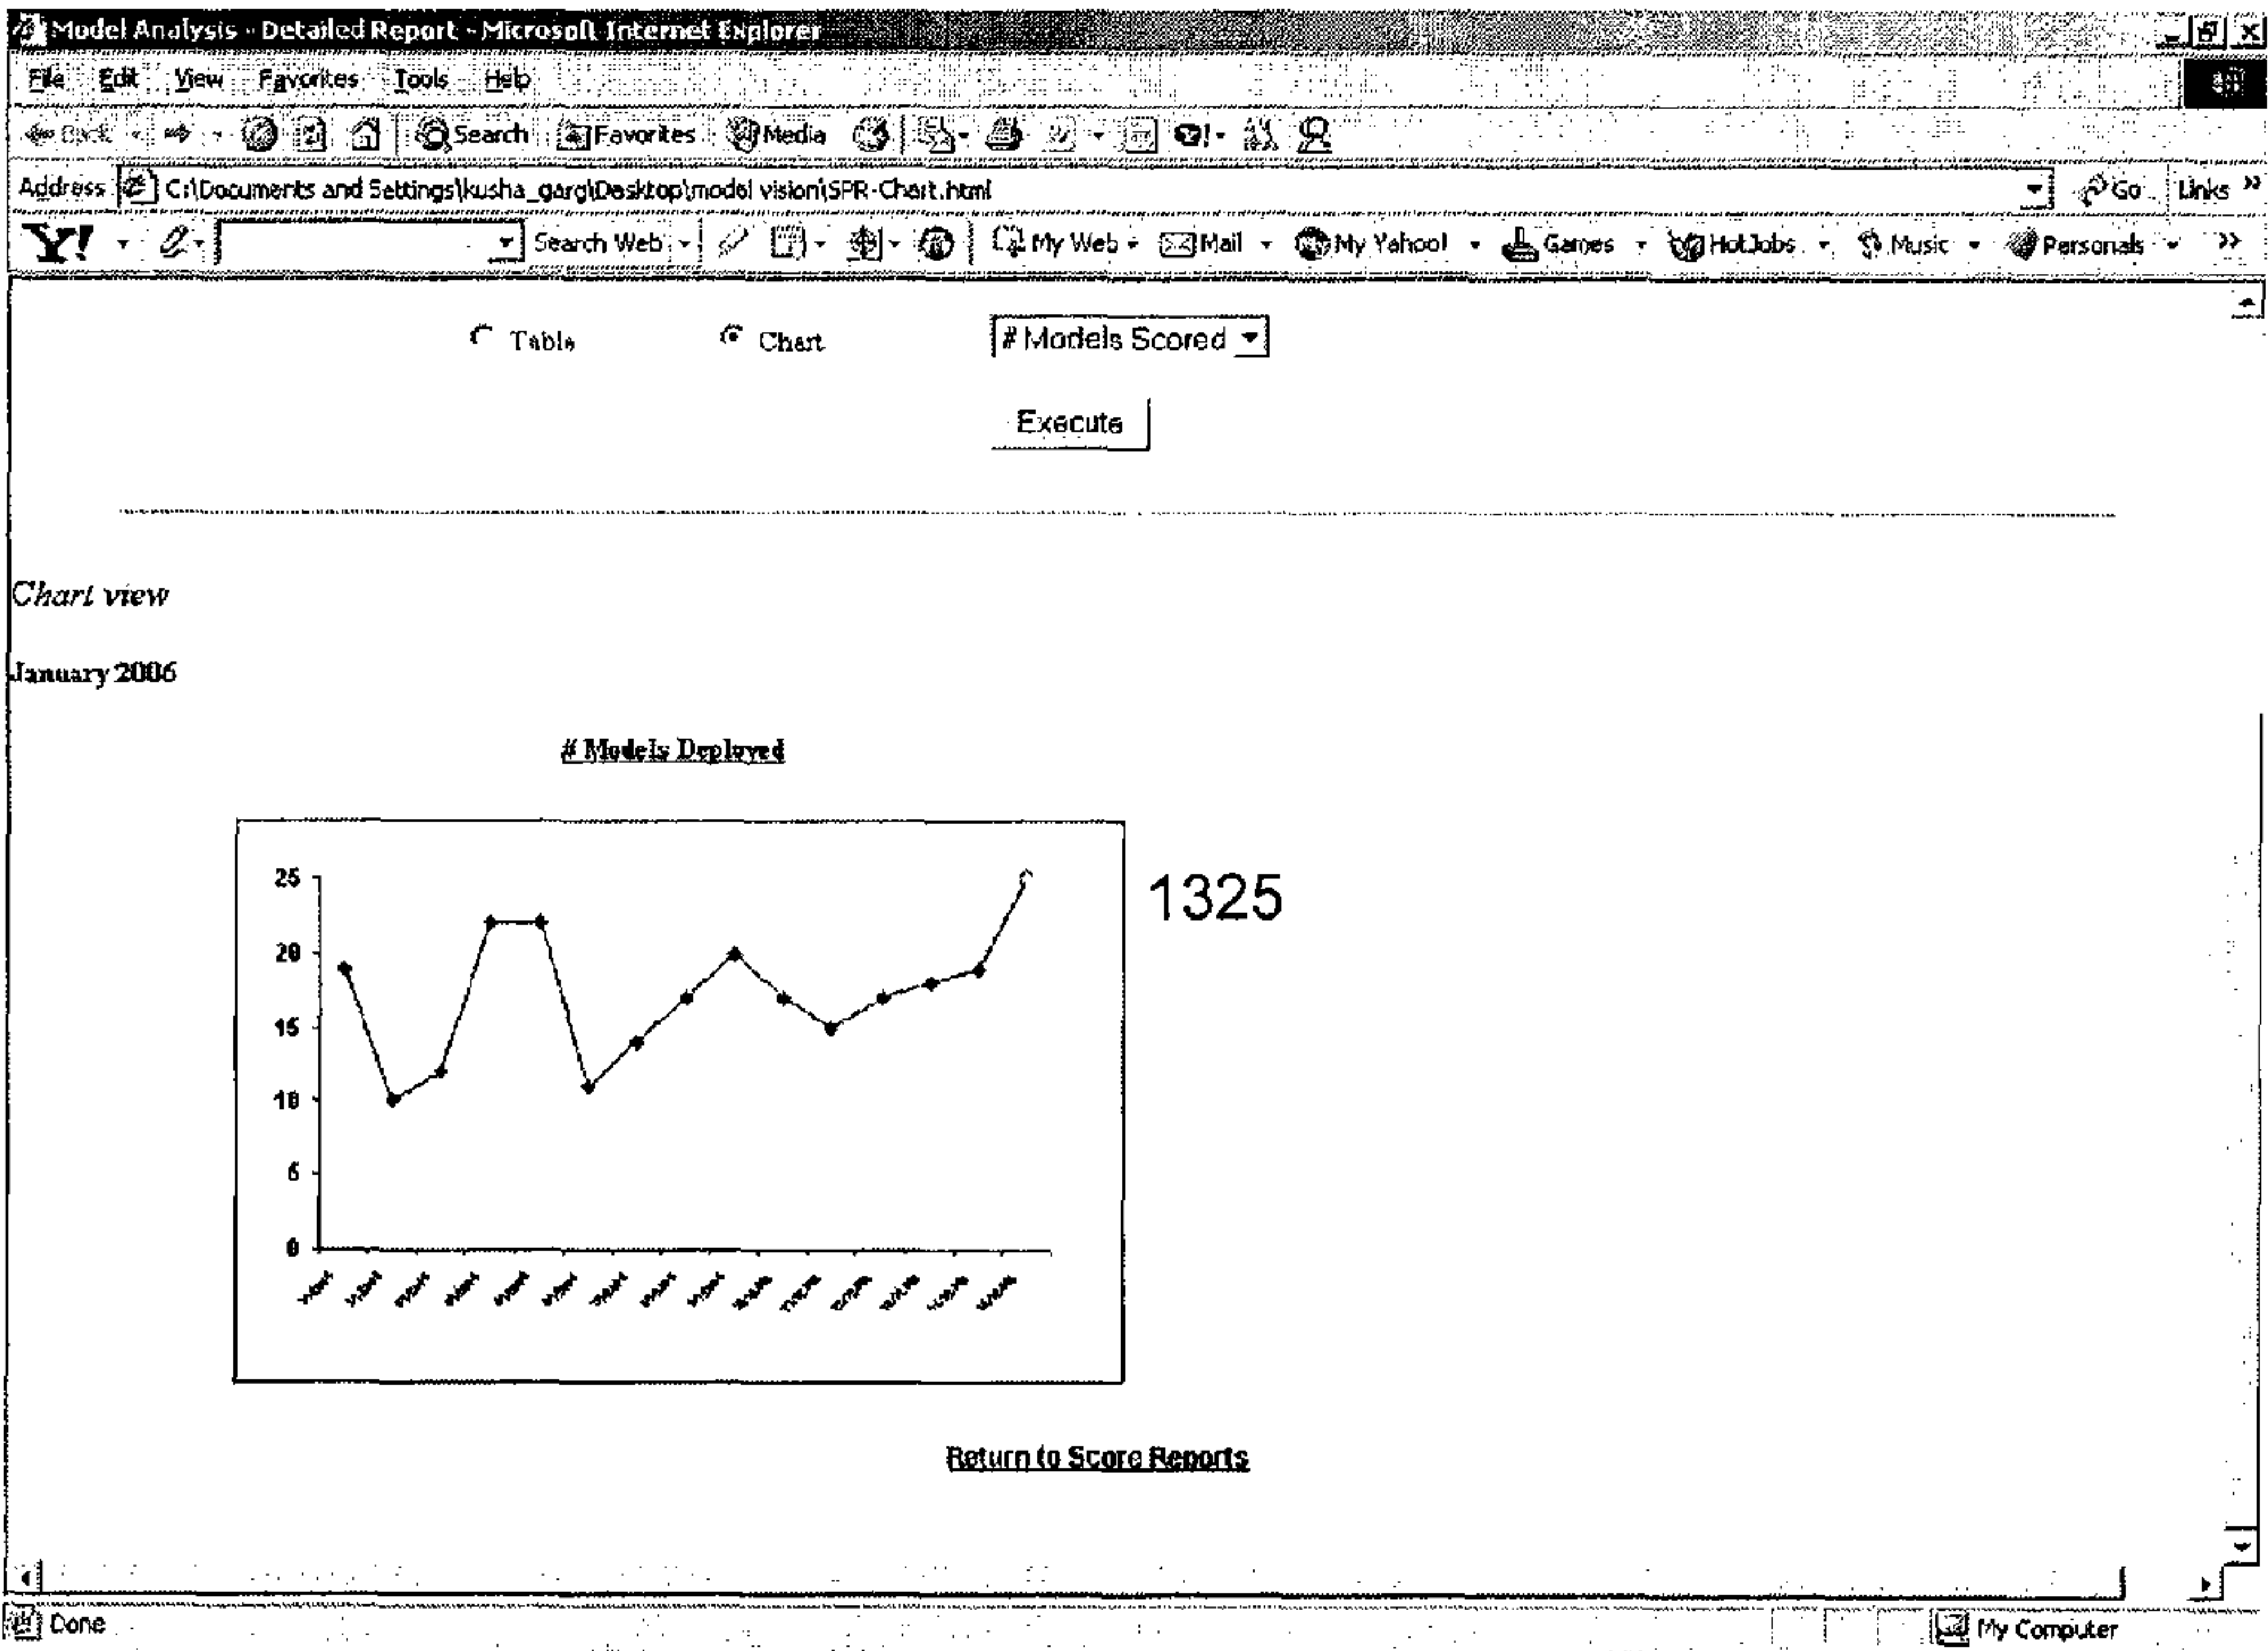 Model Analysis - Detailed Report - Microsoft Internet Explorer
File Edit View Favorites Tools Help
Back Search Favorites Media
Address C:\Documents and Settings\kusha_garg\Desktop\model vision\SPR-Chart.html Go Links »
Y! Search Web My Web Mail My Yahoo! Games HotJobs Music Personals »
Table Chart # Models Scored
Execute
Chart view
January 2006
# Models Deployed
25
1325
20
15
10
5
0
Return to Score Reports
Done My Computer